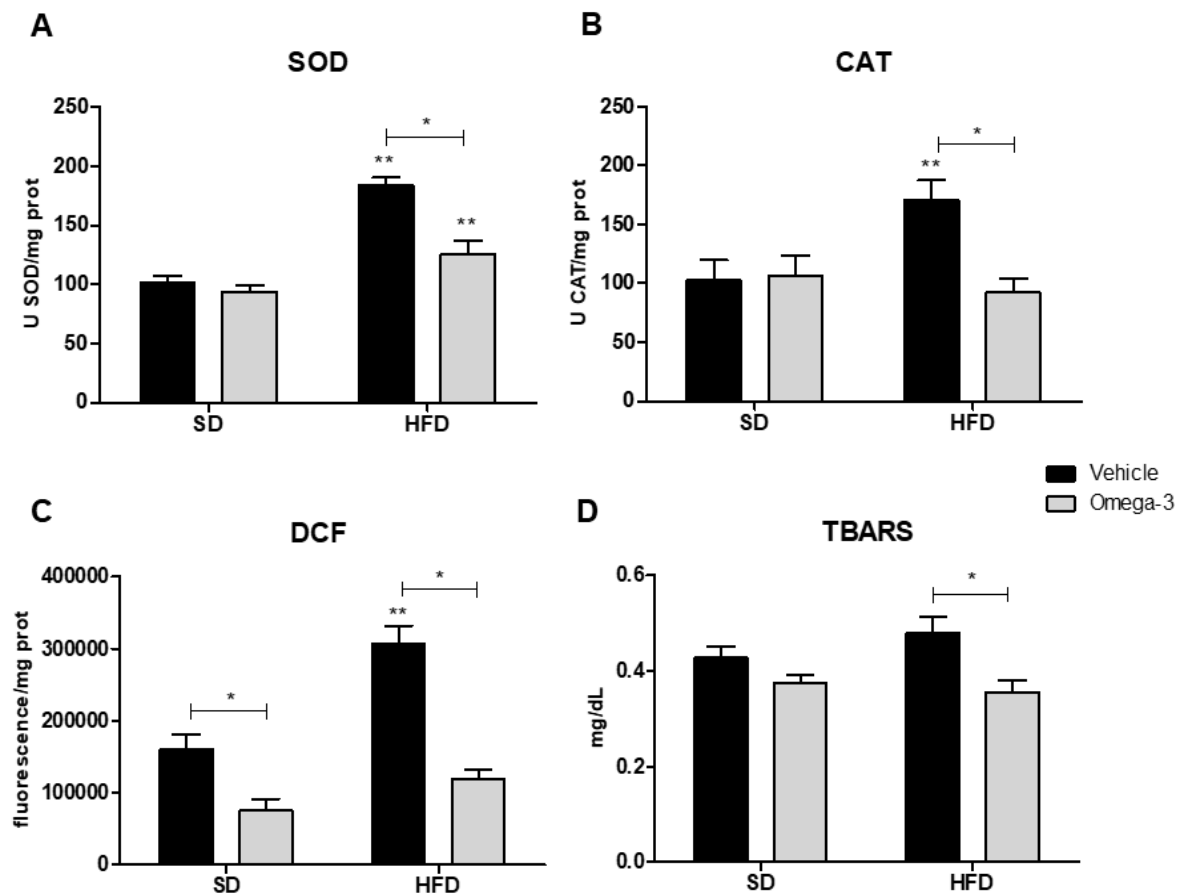 A
SOD
U SOD/mg prot
250
200
150
100
50
0
*
**
**
SD
HFD
B
CAT
U CAT/mg prot
250
200
150
100
50
0
*
**
SD
HFD
Vehicle
Omega-3
C
DCF
fluorescence/mg prot
400000
300000
200000
100000
0
*
*
**
SD
HFD
D
TBARS
mg/dL
0.6
0.4
0.2
0.0
*
SD
HFD